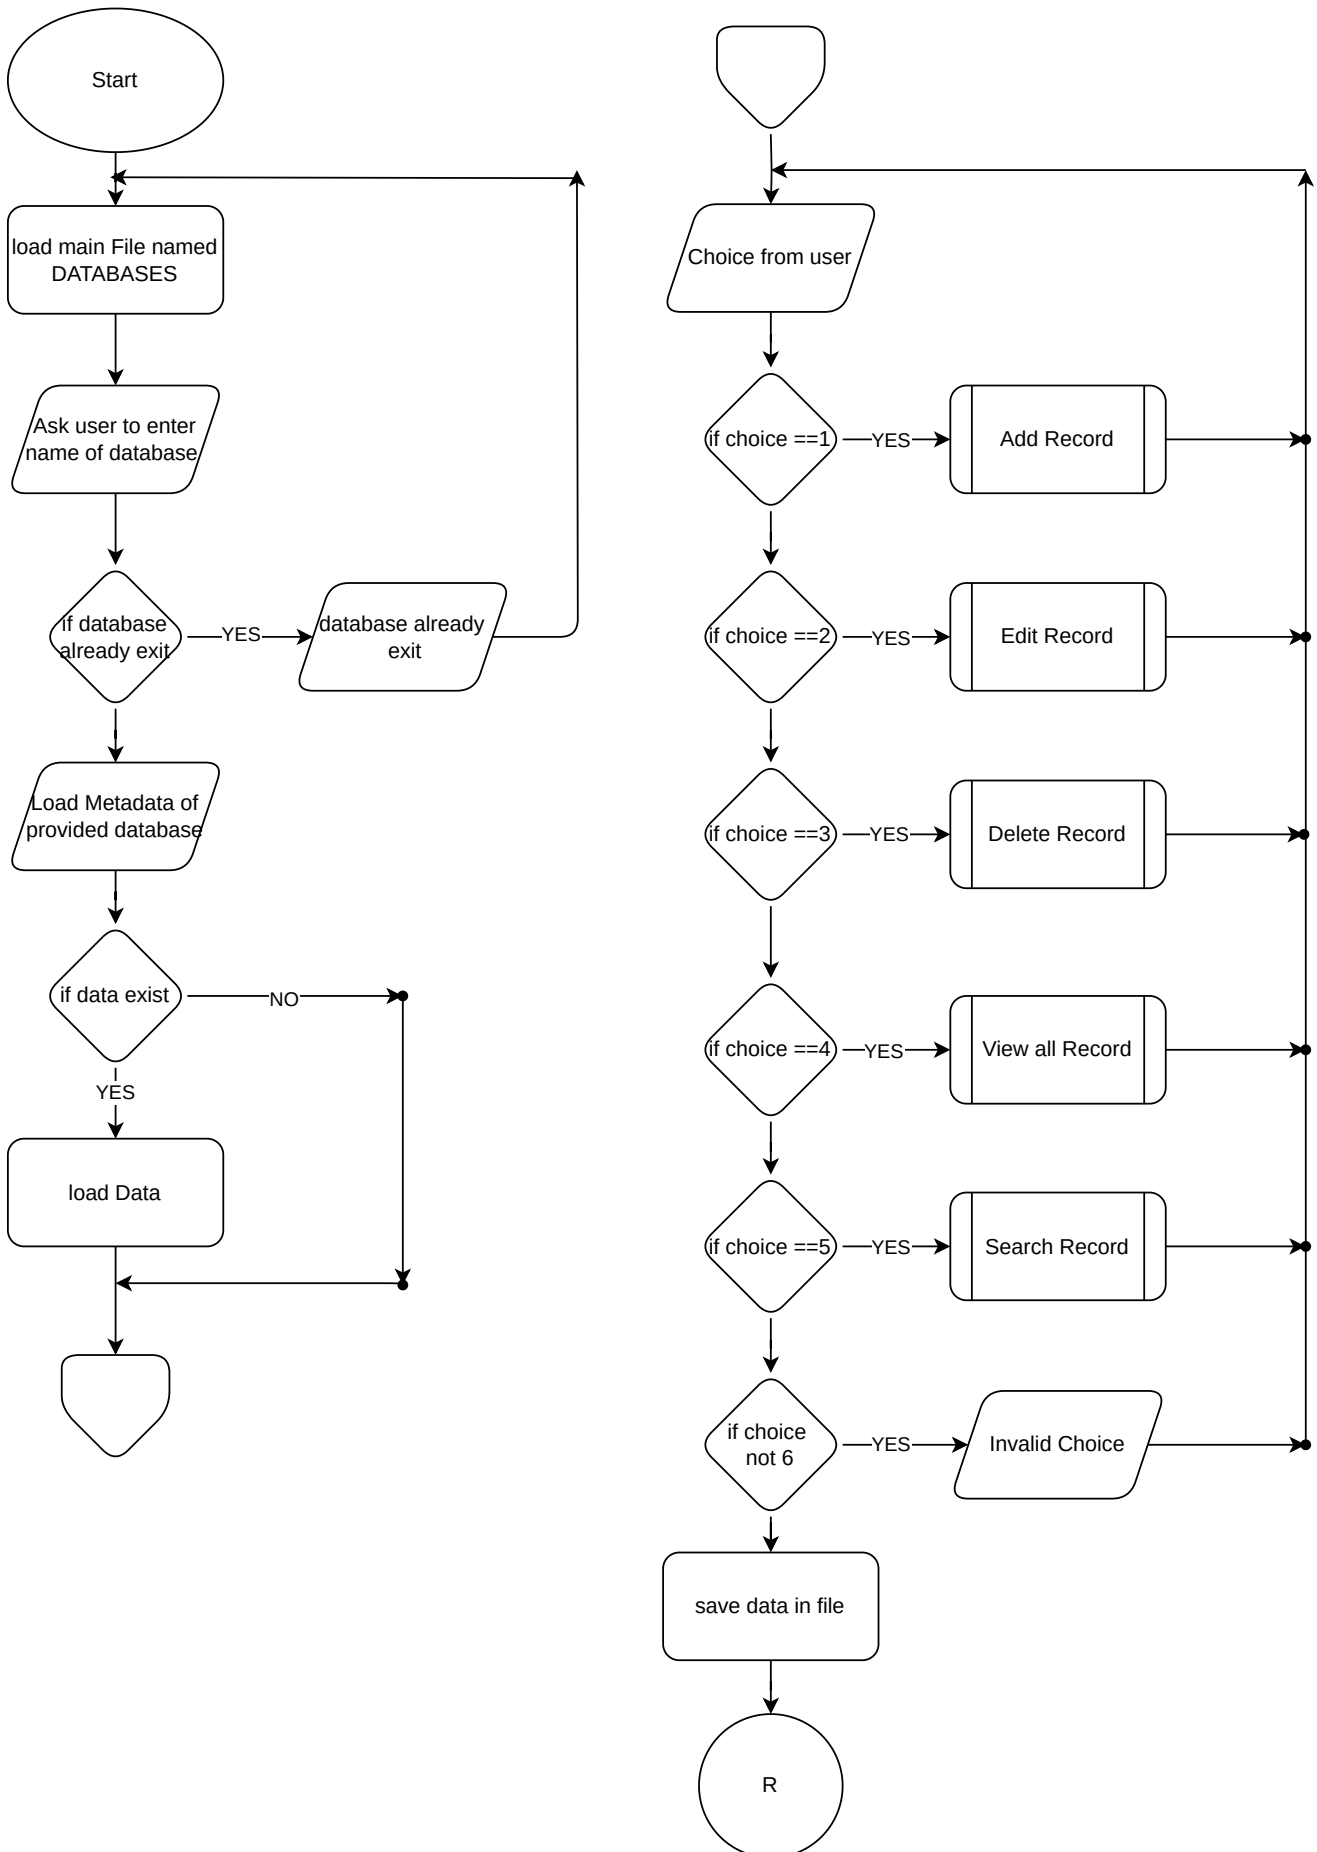 Start
load main File named
DATABASES
Ask user to enter
name of database
if database
already exit
YES
database already
exit
Load Metadata of
provided database
if data exist
NO
YES
load Data
Choice from user
if choice ==1
YES
Add Record
if choice ==2
YES
Edit Record
if choice ==3
YES
Delete Record
if choice ==4
YES
View all Record
if choice ==5
YES
Search Record
if choice
not 6
YES
Invalid Choice
save data in file
R